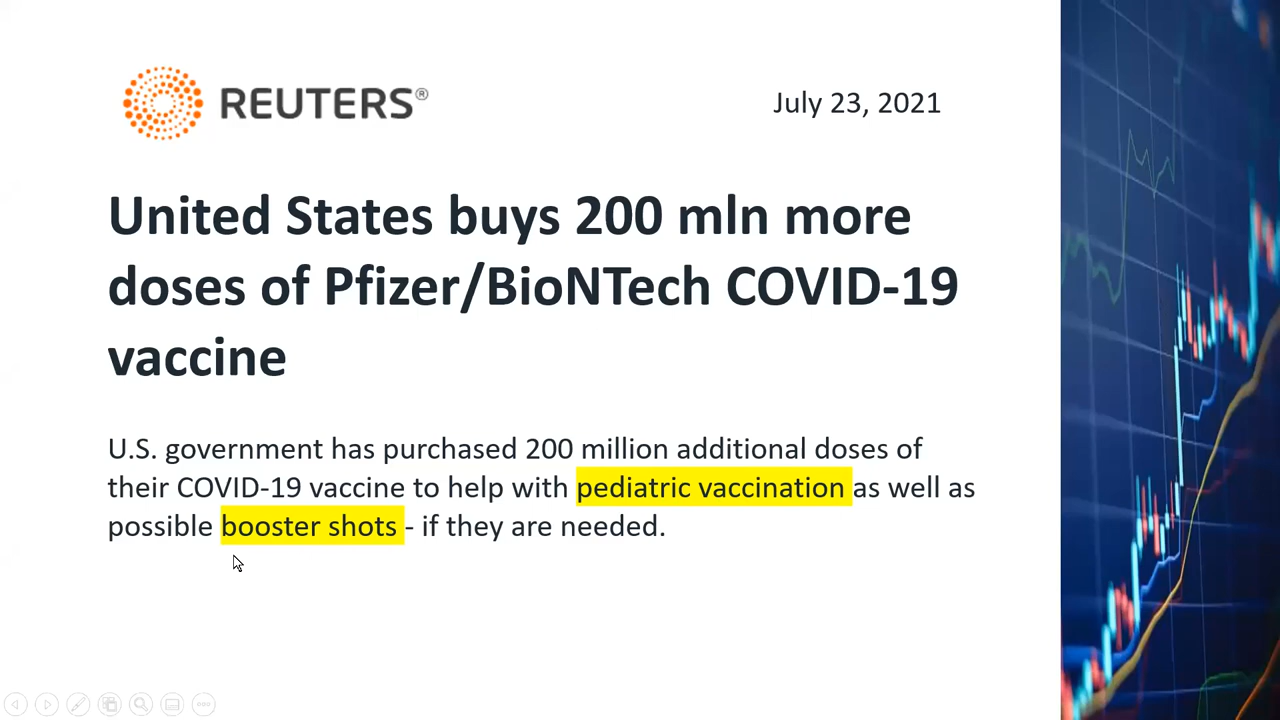 REUTERS®
July 23, 2021
United States buys 200 mln more
doses of Pfizer/BioNTech COVID-19
vaccine
U.S. government has purchased 200 million additional doses of
their COVID-19 vaccine to help with pediatric vaccination as well as
possible booster shots - if they are needed.